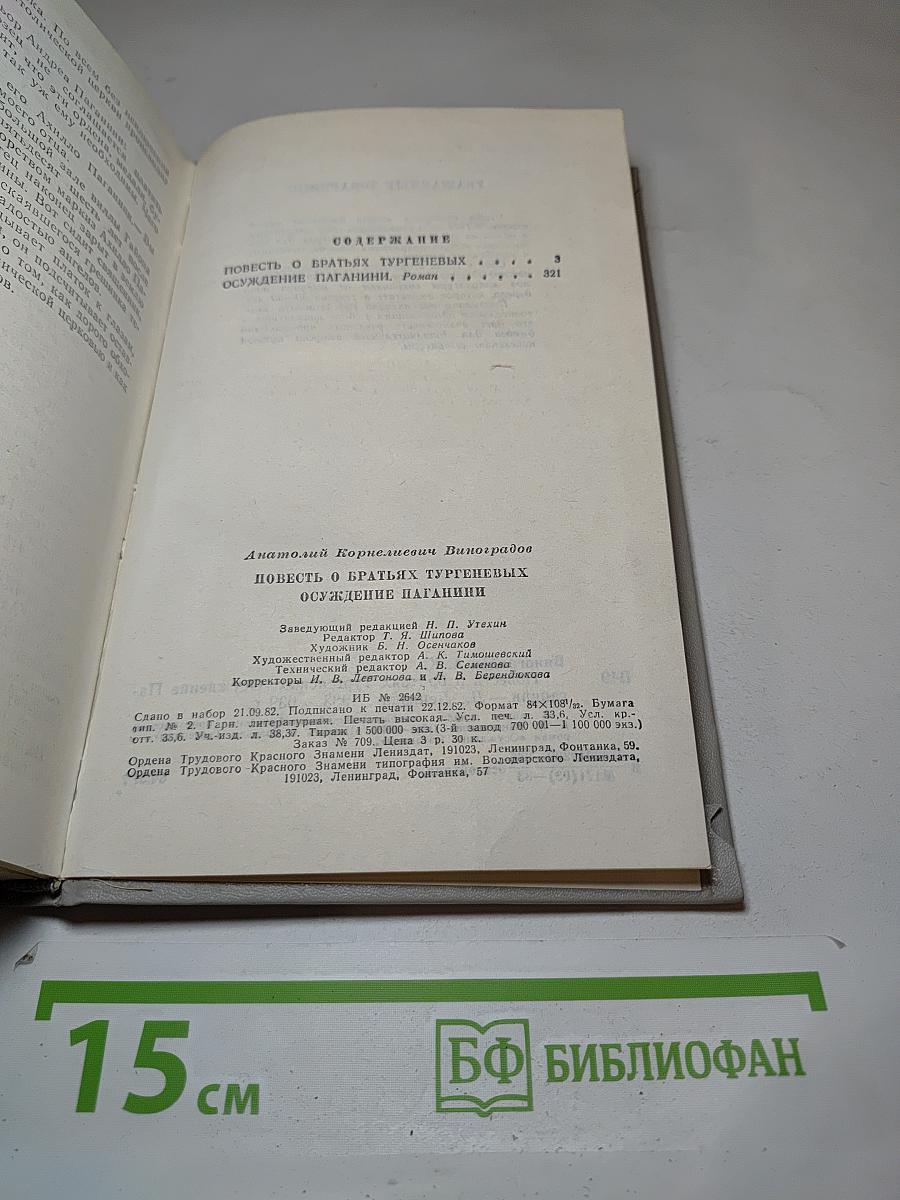 СОДЕРЖАНИЕ
ПОВЕСТЬ О БРАТЬЯХ ТУРГЕНЕВЫХ . . . . 3
ОСУЖДЕНИЕ ПАГАНИНИ. Роман . . . . . . 321
Анатолий Корнелиевич Виноградов
ПОВЕСТЬ О БРАТЬЯХ ТУРГЕНЕВЫХ
ОСУЖДЕНИЕ ПАГАНИНИ
Заведующий редакцией Н. П. Утехин
Редактор Т. Я. Шипова
Художник Б. Н. Осенчаков
Художественный редактор А. К. Тимошевский
Технический редактор А. В. Семенова
Корректоры И. В. Левтонова и Л. В. Берендюкова
ИБ № 2642
Сдано в набор 21.09.82. Подписано к печати 22.12.82. Формат 84×108¹/₃₂. Бумага
тип. № 2. Гарн. литературная. Печать высокая. Усл. печ. л. 33,6. Усл. кр.-
отт. 35,6. Уч.-изд. л. 38,37. Тираж 1 500 000 экз. (3-й завод 700 001—1 100 000 экз.)
Заказ № 709. Цена 3 р. 30 к.
Ордена Трудового Красного Знамени Лениздат, 191023, Ленинград, Фонтанка, 59.
Ордена Трудового Красного Знамени типография им. Володарского Лениздата,
191023, Ленинград, Фонтанка, 57
15 см
БФ БИБЛИОФАН